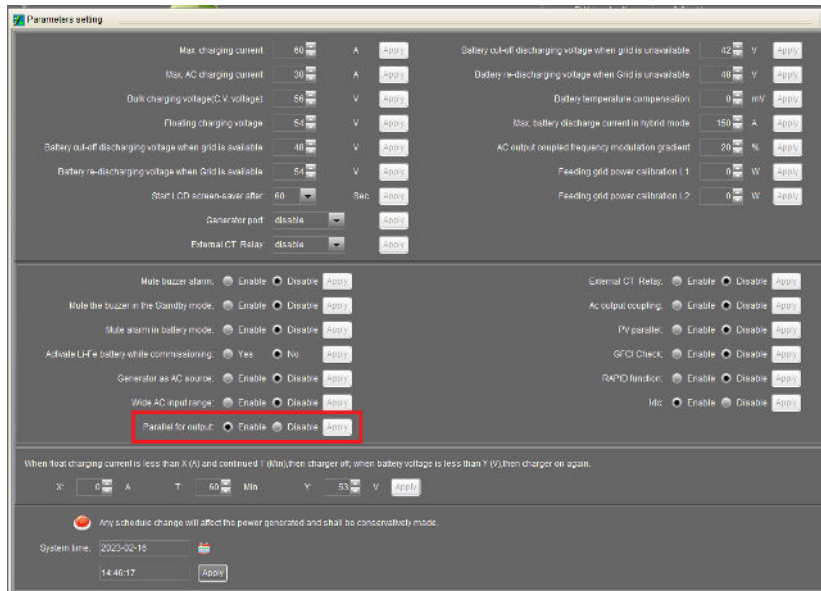 Parameters setting
Max. charging current: 60 A Apply
Max. AC charging current: 30 A Apply
Bulk charging voltage(C.V. voltage): 56 V Apply
Floating charging voltage: 54 V Apply
Battery cut-off discharging voltage when grid is available: 48 V Apply
Battery re-discharging voltage when Grid is available: 54 V Apply
Start LCD screen-saver after: 60 Sec Apply
Generator port: disable Apply
External CT Relay: disable Apply
Battery cut-off discharging voltage when grid is unavailable: 42 V Apply
Battery re-discharging voltage when Grid is unavailable: 48 V Apply
Battery temperature compensation: 0 mV Apply
Max. battery discharge current in hybrid mode: 150 A Apply
AC output coupled frequency modulation gradient: 20 % Apply
Feeding grid power calibration L1: 0 W Apply
Feeding grid power calibration L2: 0 W Apply
Mute buzzer alarm: Enable Disable Apply
Mute the buzzer in the Standby mode: Enable Disable Apply
Mute alarm in battery mode: Enable Disable Apply
Activate Li-Fe battery while commissioning: Yes No Apply
Generator as AC source: Enable Disable Apply
Wide AC input range: Enable Disable Apply
Parallel for output: Enable Disable Apply
External CT Relay: Enable Disable Apply
Ac output coupling: Enable Disable Apply
PV parallel: Enable Disable Apply
GFCI Check: Enable Disable Apply
RAPID function: Enable Disable Apply
Idc: Enable Disable Apply
When float charging current is less than X (A) and continued T (Min),then charger off, when battery voltage is less than Y (V),then charger on again.
X: 0 A T 60 Min Y: 53 V Apply
Any schedule change will affect the power generated and shall be conservatively made.
System time: 2023-02-16
14:46:17 Apply